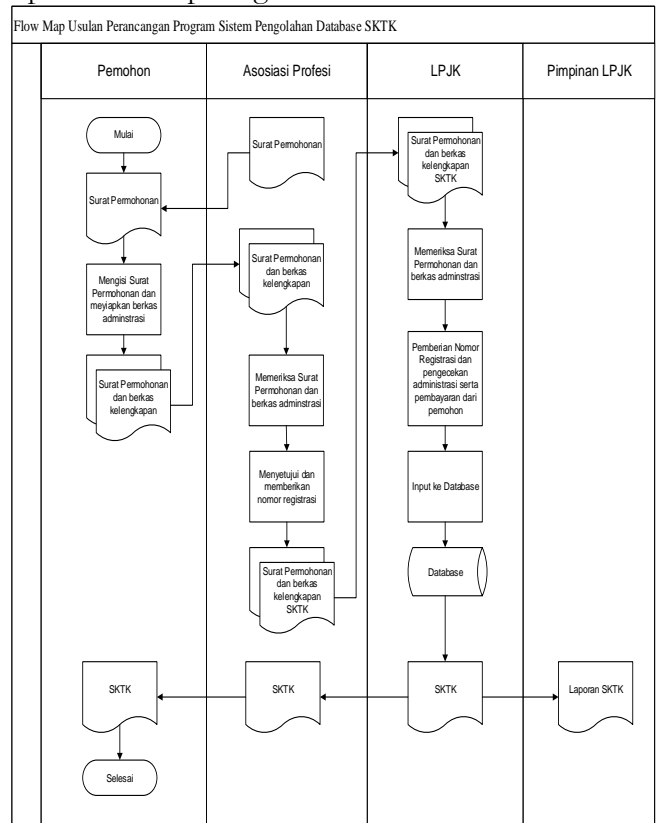 Flow Map Usulan Perancangan Program Sistem Pengolahan Database SKTK
Pemohon
Asosiasi Profesi
LPJK
Pimpinan LPJK
Mulai
Surat Permohonan
Mengisi Surat
Permohonan dan
meyiapkan berkas
adminstrasi
Surat Permohonan
dan berkas
kelengkapan
Surat Permohonan
Surat Permohonan
dan berkas
kelengkapan
Memeriksa Surat
Permohonan dan
berkas adminstrasi
Menyetujui dan
memberikan
nomor registrasi
Surat Permohonan
dan berkas
kelengkapan
SKTK
Surat Permohonan
dan berkas
kelengkapan
SKTK
Memeriksa Surat
Permohonan dan
berkas adminstrasi
Pemberian Nomor
Registrasi dan
pengecekan
administrasi serta
pembayaran dari
pemohon
Input ke Database
Database
SKTK
SKTK
SKTK
Laporan SKTK
Selesai